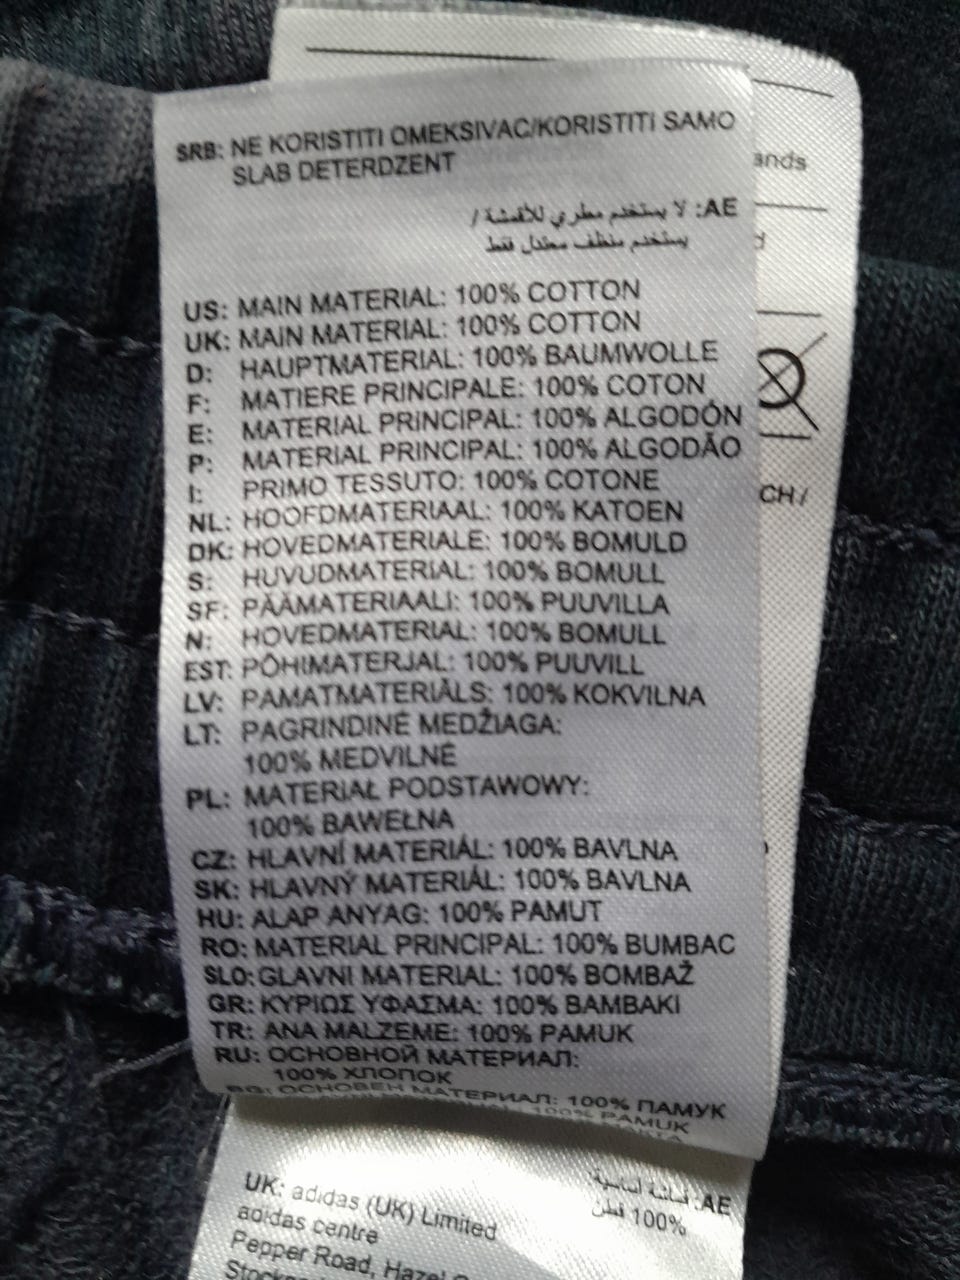 SRB: NE KORISTITI OMEKSIVAC/KORISTITI SAMO
SLAB DETERDZENT
AE: لا يستخدم مطري للأقمشة /
يستخدم منظف معتدل فقط
US: MAIN MATERIAL: 100% COTTON
UK: MAIN MATERIAL: 100% COTTON
D: HAUPTMATERIAL: 100% BAUMWOLLE
F: MATIERE PRINCIPALE: 100% COTON
E: MATERIAL PRINCIPAL: 100% ALGODÓN
P: MATERIAL PRINCIPAL: 100% ALGODÃO
I: PRIMO TESSUTO: 100% COTONE
NL: HOOFDMATERIAAL: 100% KATOEN
DK: HOVEDMATERIALE: 100% BOMULD
S: HUVUDMATERIAL: 100% BOMULL
SF: PÄÄMATERIAALI: 100% PUUVILLA
N: HOVEDMATERIAL: 100% BOMULL
EST: PÕHIMATERJAL: 100% PUUVILL
LV: PAMATMATERIĀLS: 100% KOKVILNA
LT: PAGRINDINĖ MEDŽIAGA:
100% MEDVILNĖ
PL: MATERIAŁ PODSTAWOWY:
100% BAWEŁNA
CZ: HLAVNÍ MATERIÁL: 100% BAVLNA
SK: HLAVNÝ MATERIÁL: 100% BAVLNA
HU: ALAP ANYAG: 100% PAMUT
RO: MATERIAL PRINCIPAL: 100% BUMBAC
SLO: GLAVNI MATERIAL: 100% BOMBAŽ
GR: ΚΥΡΙΩΣ ΥΦΑΣΜΑ: 100% ΒΑΜΒΑΚΙ
TR: ANA MALZEME: 100% PAMUK
RU: ОСНОВНОЙ МАТЕРИАЛ:
100% ХЛОПОК
BG: ОСНОВЕН МАТЕРИАЛ: 100% ПАМУК
100% PAMUK
AE: خامة أساسية
100% قطن
UK: adidas (UK) Limited
adidas centre
Pepper Road, Hazel
ands
d
CH /